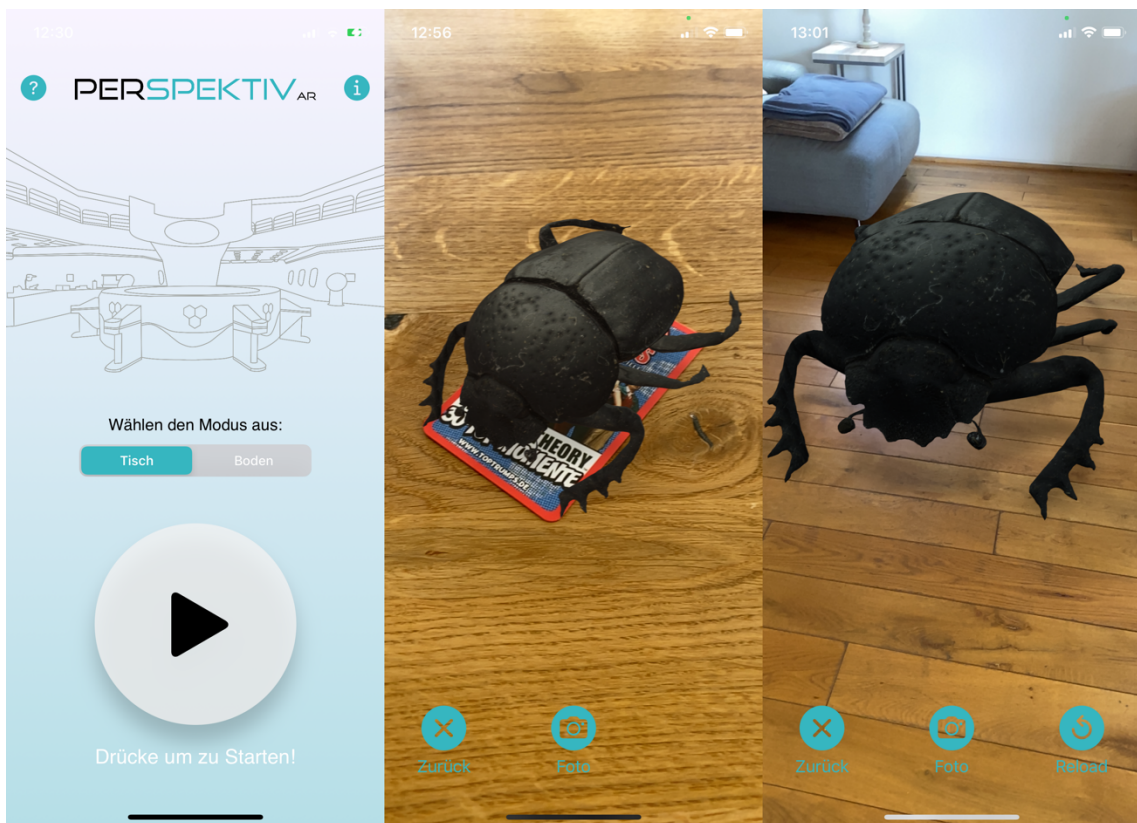 12:30
PERSPEKTIV AR
Wählen den Modus aus:
Tisch
Boden
Drücke um zu Starten!
12:56
THEORY
WWW.TOPTRUMPS.DE
Zurück
Foto
13:01
Zurück
Foto
Reload